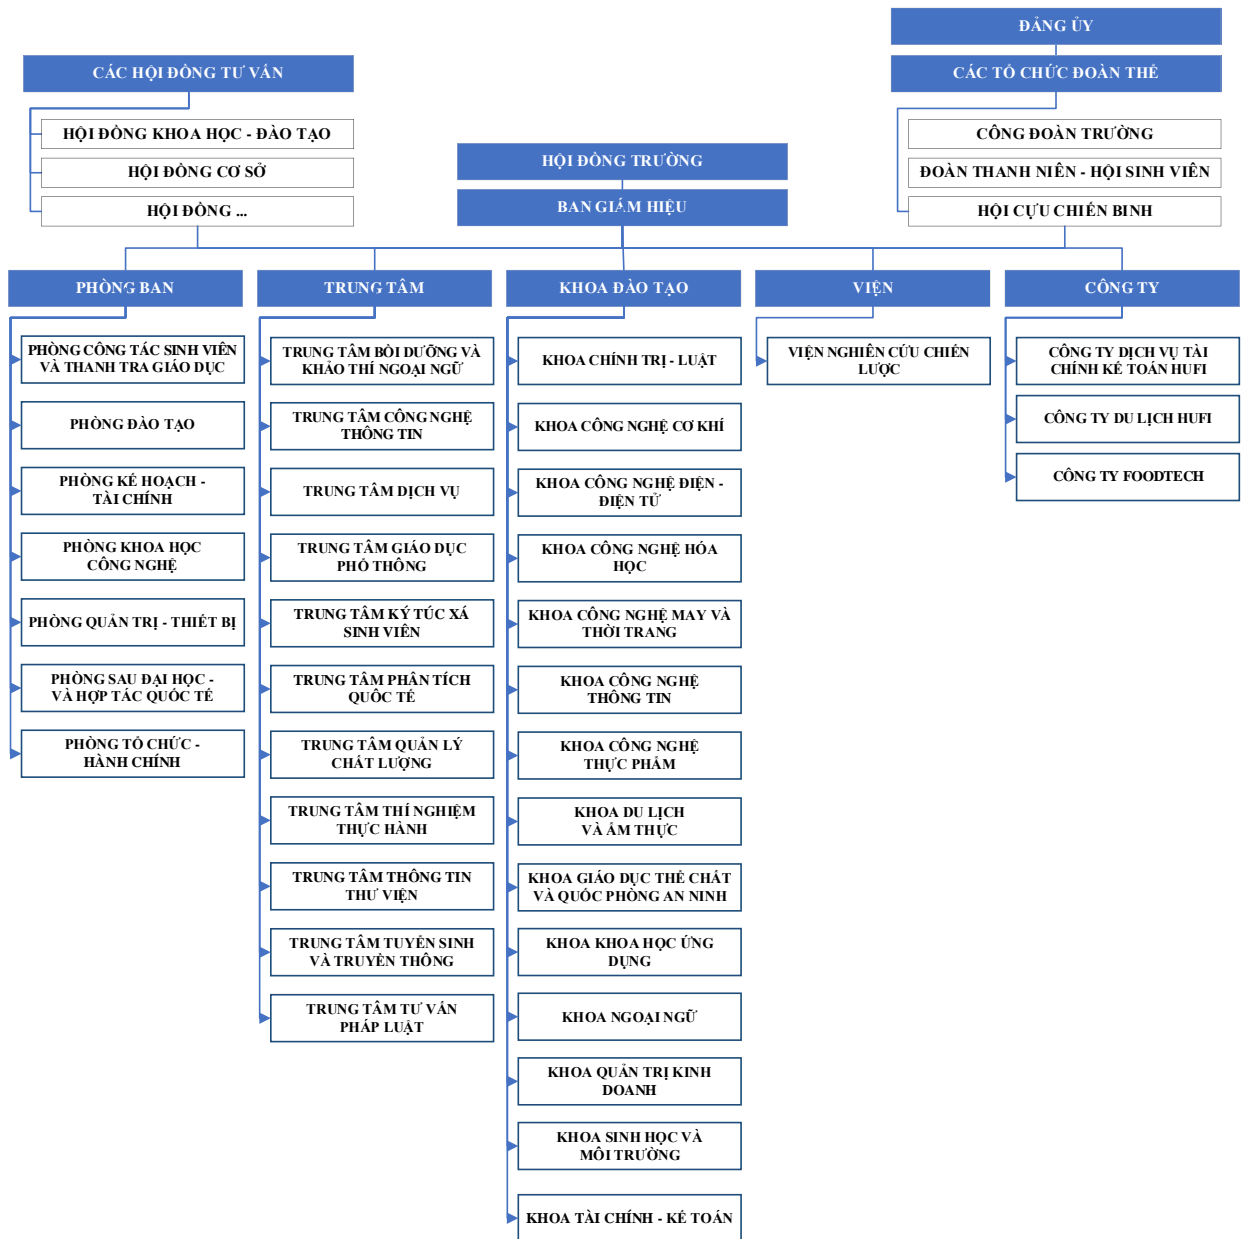 ĐẢNG ỦY
CÁC HỘI ĐỒNG TƯ VẤN
CÁC TỔ CHỨC ĐOÀN THỂ
HỘI ĐỒNG KHOA HỌC - ĐÀO TẠO
HỘI ĐỒNG CƠ SỞ
HỘI ĐỒNG ...
HỘI ĐỒNG TRƯỜNG
BAN GIÁM HIỆU
CÔNG ĐOÀN TRƯỜNG
ĐOÀN THANH NIÊN - HỘI SINH VIÊN
HỘI CỰU CHIẾN BINH
PHÒNG BAN
PHÒNG CÔNG TÁC SINH VIÊN
VÀ THANH TRA GIÁO DỤC
PHÒNG ĐÀO TẠO
PHÒNG KẾ HOẠCH -
TÀI CHÍNH
PHÒNG KHOA HỌC
CÔNG NGHỆ
PHÒNG QUẢN TRỊ - THIẾT BỊ
PHÒNG SAU ĐẠI HỌC -
VÀ HỢP TÁC QUỐC TẾ
PHÒNG TỔ CHỨC -
HÀNH CHÍNH
TRUNG TÂM
TRUNG TÂM BỒI DƯỠNG VÀ
KHẢO THÍ NGOẠI NGỮ
TRUNG TÂM CÔNG NGHỆ
THÔNG TIN
TRUNG TÂM DỊCH VỤ
TRUNG TÂM GIÁO DỤC
PHỔ THÔNG
TRUNG TÂM KÝ TÚC XÁ
SINH VIÊN
TRUNG TÂM PHÂN TÍCH
QUỐC TẾ
TRUNG TÂM QUẢN LÝ
CHẤT LƯỢNG
TRUNG TÂM THÍ NGHIỆM
THỰC HÀNH
TRUNG TÂM THÔNG TIN
THƯ VIỆN
TRUNG TÂM TUYỂN SINH
VÀ TRUYỀN THÔNG
TRUNG TÂM TƯ VẤN
PHÁP LUẬT
KHOA ĐÀO TẠO
KHOA CHÍNH TRỊ - LUẬT
KHOA CÔNG NGHỆ CƠ KHÍ
KHOA CÔNG NGHỆ ĐIỆN -
ĐIỆN TỬ
KHOA CÔNG NGHỆ HÓA
HỌC
KHOA CÔNG NGHỆ MAY VÀ
THỜI TRANG
KHOA CÔNG NGHỆ
THÔNG TIN
KHOA CÔNG NGHỆ
THỰC PHẨM
KHOA DU LỊCH
VÀ ẨM THỰC
KHOA GIÁO DỤC THỂ CHẤT
VÀ QUỐC PHÒNG AN NINH
KHOA KHOA HỌC ỨNG
DỤNG
KHOA NGOẠI NGỮ
KHOA QUẢN TRỊ KINH
DOANH
KHOA SINH HỌC VÀ
MÔI TRƯỜNG
KHOA TÀI CHÍNH - KẾ TOÁN
VIỆN
VIỆN NGHIÊN CỨU CHIẾN
LƯỢC
CÔNG TY
CÔNG TY DỊCH VỤ TÀI
CHÍNH KẾ TOÁN HUFI
CÔNG TY DU LỊCH HUFI
CÔNG TY FOODTECH